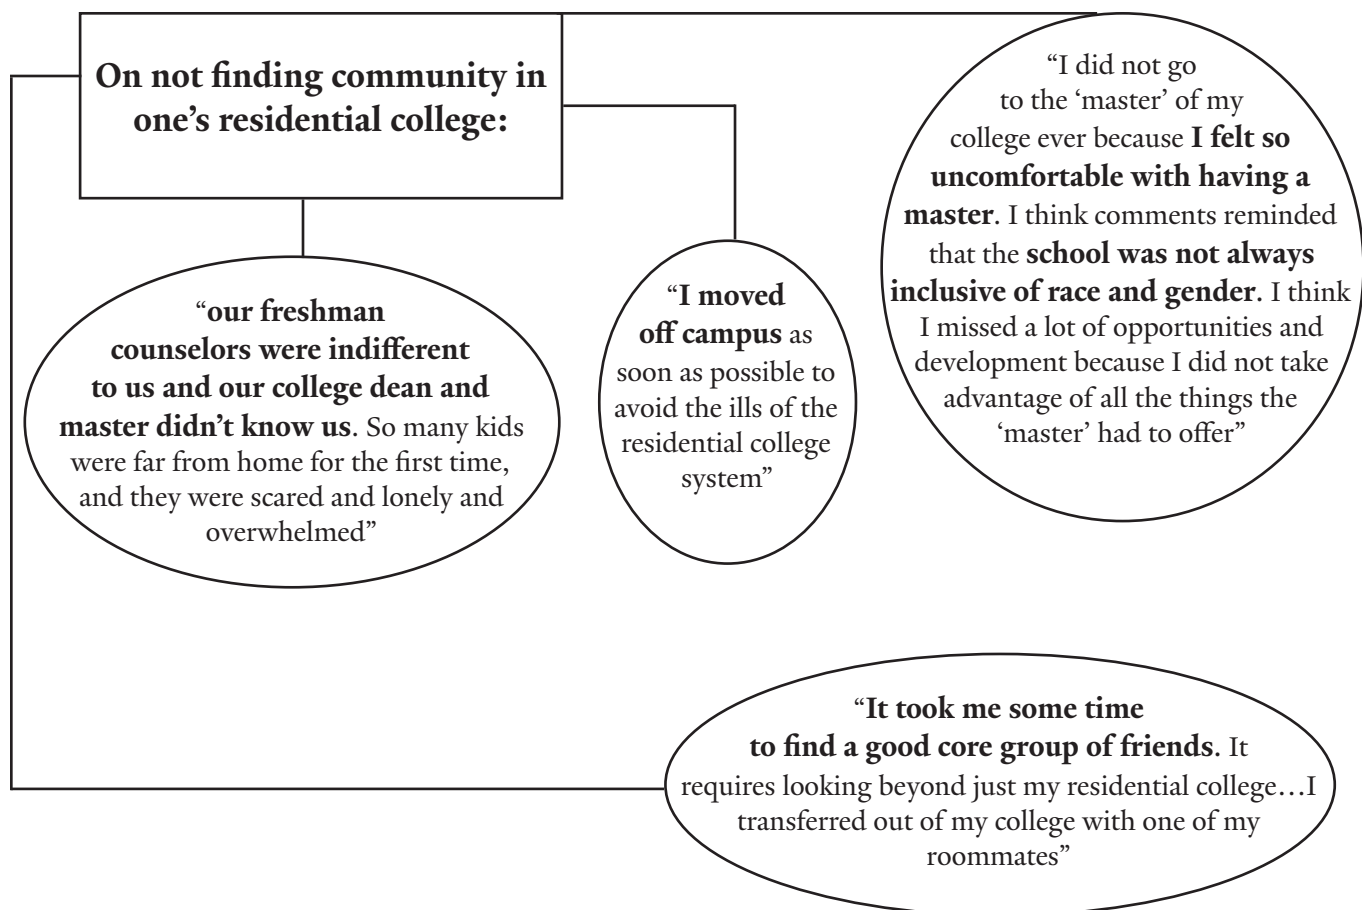 On not finding community in
one’s residential college:
“our freshman
counselors were indifferent
to us and our college dean and
master didn’t know us. So many kids
were far from home for the first time,
and they were scared and lonely and
overwhelmed”
“I moved
off campus as
soon as possible to
avoid the ills of the
residential college
system”
“I did not go
to the ‘master’ of my
college ever because I felt so
uncomfortable with having a
master. I think comments reminded
that the school was not always
inclusive of race and gender. I think
I missed a lot of opportunities and
development because I did not take
advantage of all the things the
‘master’ had to offer”
“It took me some time
to find a good core group of friends. It
requires looking beyond just my residential college…I
transferred out of my college with one of my
roommates”